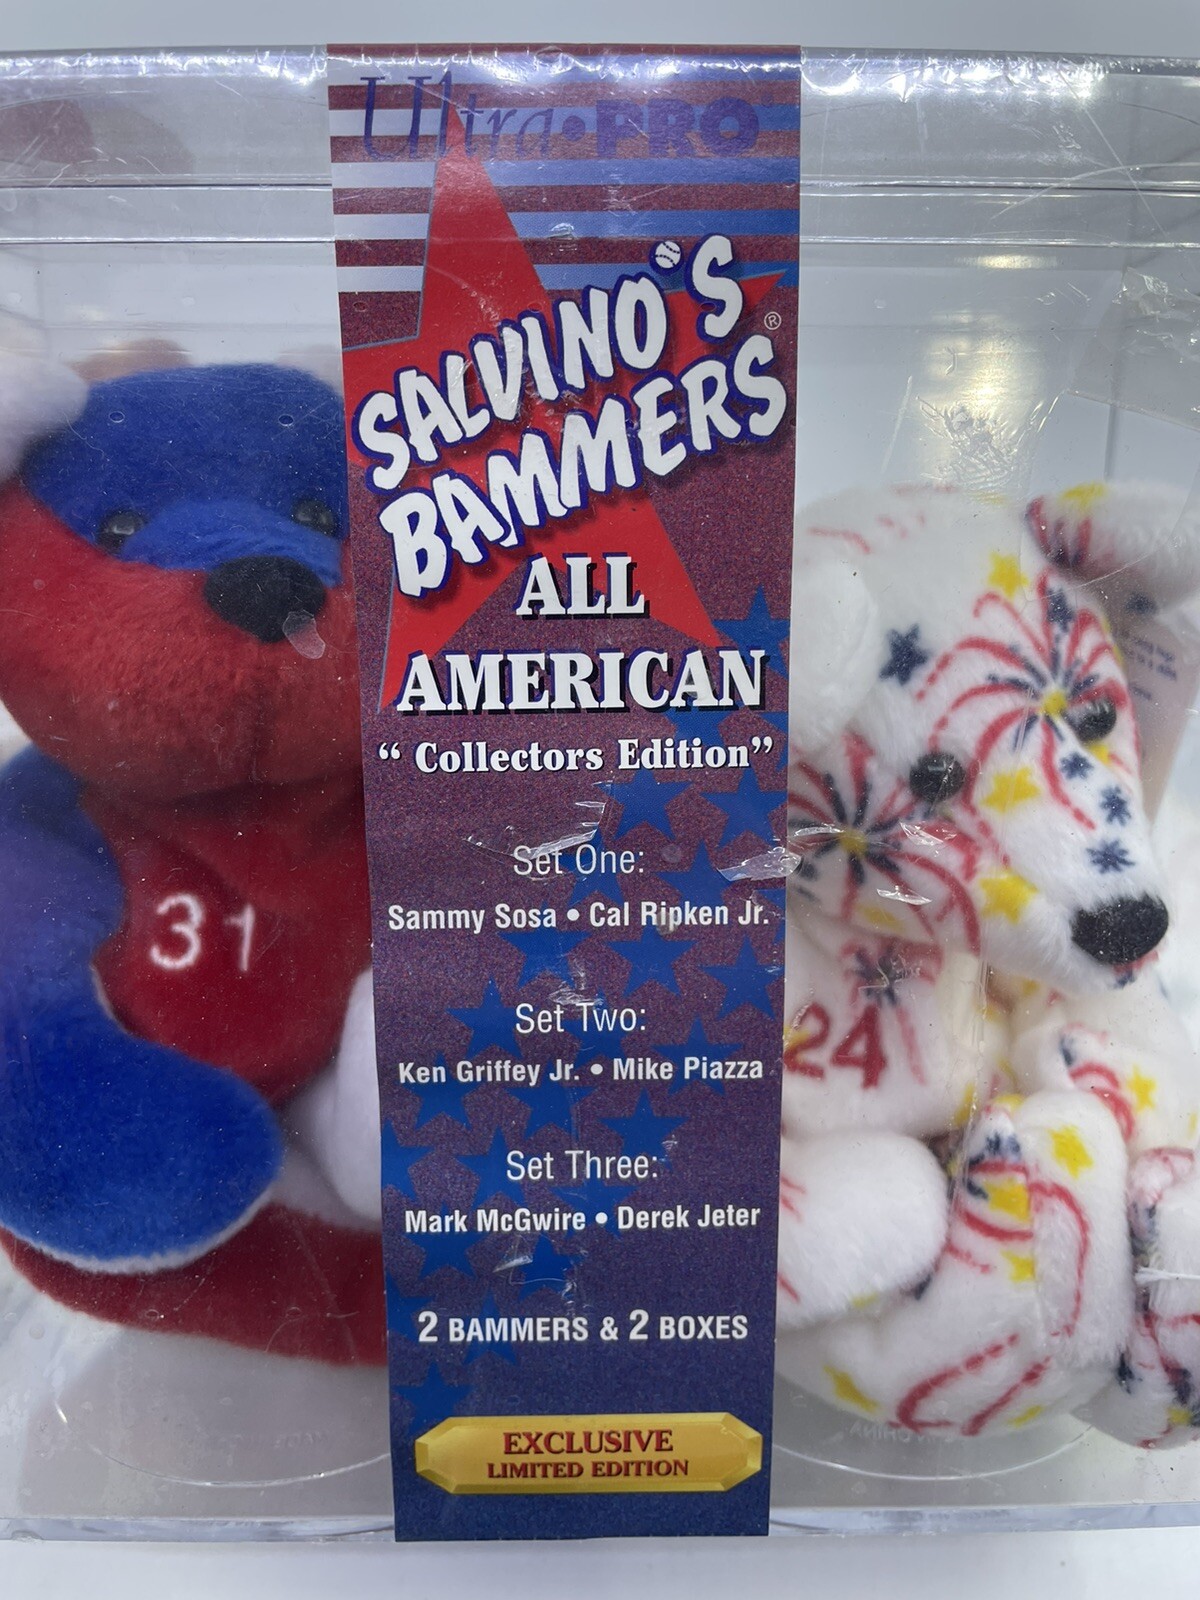 Ultra•PRO
SALVINO'S
BAMMERS®
ALL
AMERICAN
“ Collectors Edition”
Set One:
Sammy Sosa • Cal Ripken Jr.
Set Two:
Ken Griffey Jr. • Mike Piazza
Set Three:
Mark McGwire • Derek Jeter
2 BAMMERS & 2 BOXES
EXCLUSIVE
LIMITED EDITION
31
24